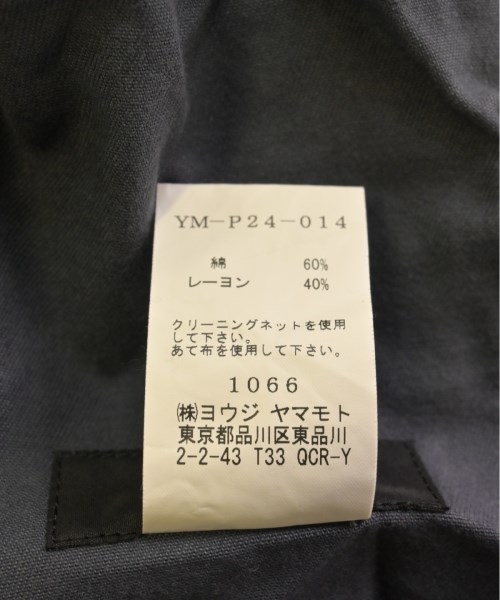 YM-P24-014
綿 60%
レーヨン 40%
クリーニングネットを使用
して下さい。
あて布を使用して下さい。
1066
㈱ヨウジ ヤマモト
東京都品川区東品川
2-2-43 T33 QCR-Y